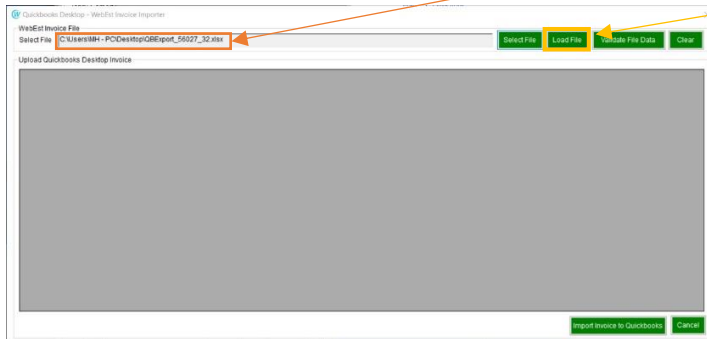 Quickbooks Desktop - WebEst Invoice Importer
WebEst Invoice File
Select File C:\Users\MH - PC\Desktop\QBExport_56027_32.xlsx Select File Load File Validate File Data Clear
Upload Quickbooks Desktop Invoice
Import Invoice to Quickbooks Cancel